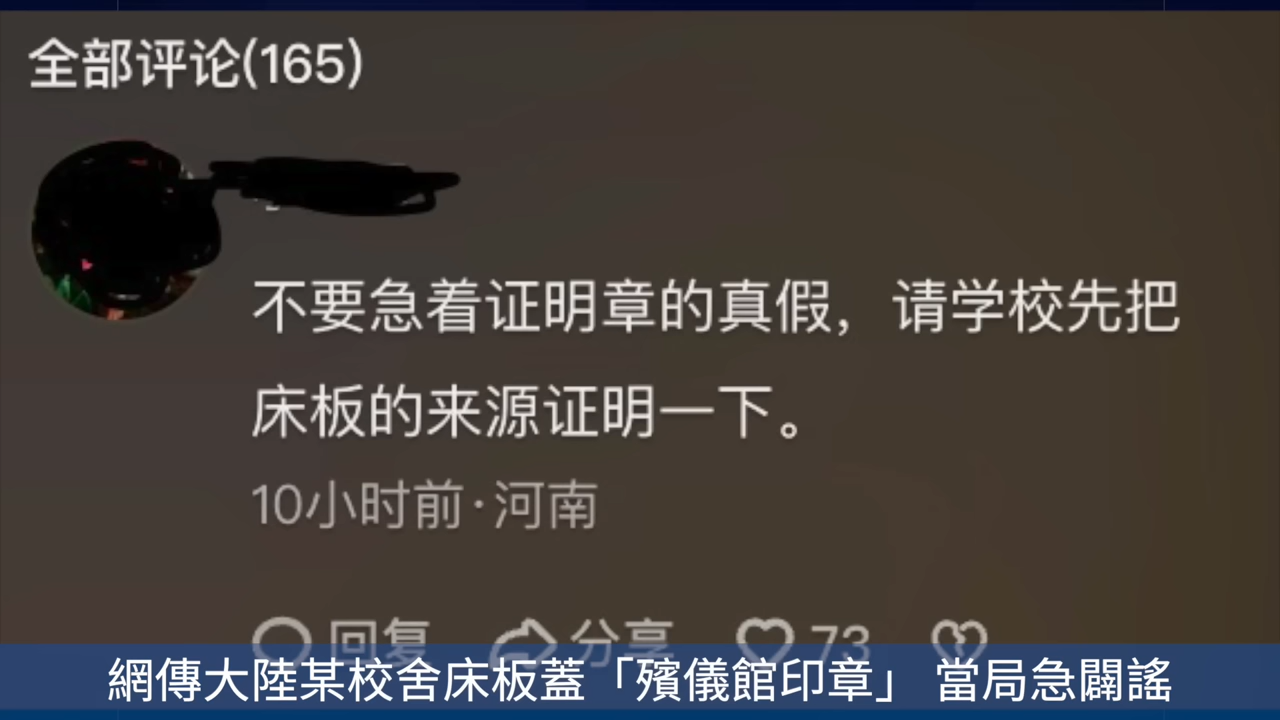 全部评论(165)
不要急着证明章的真假，请学校先把
床板的来源证明一下。
10小时前·河南
回复 分享 73
網傳大陸某校舍床板蓋「殯儀館印章」 當局急闢謠